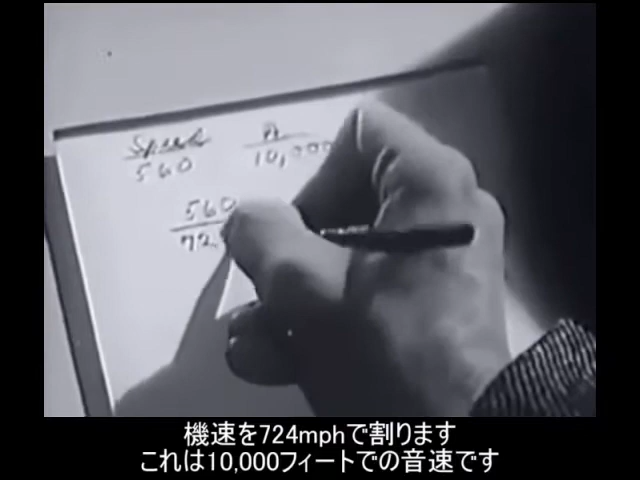 Speed
560
10,000
560
72
機速を724mphで割ります
これは10,000フィートでの音速です